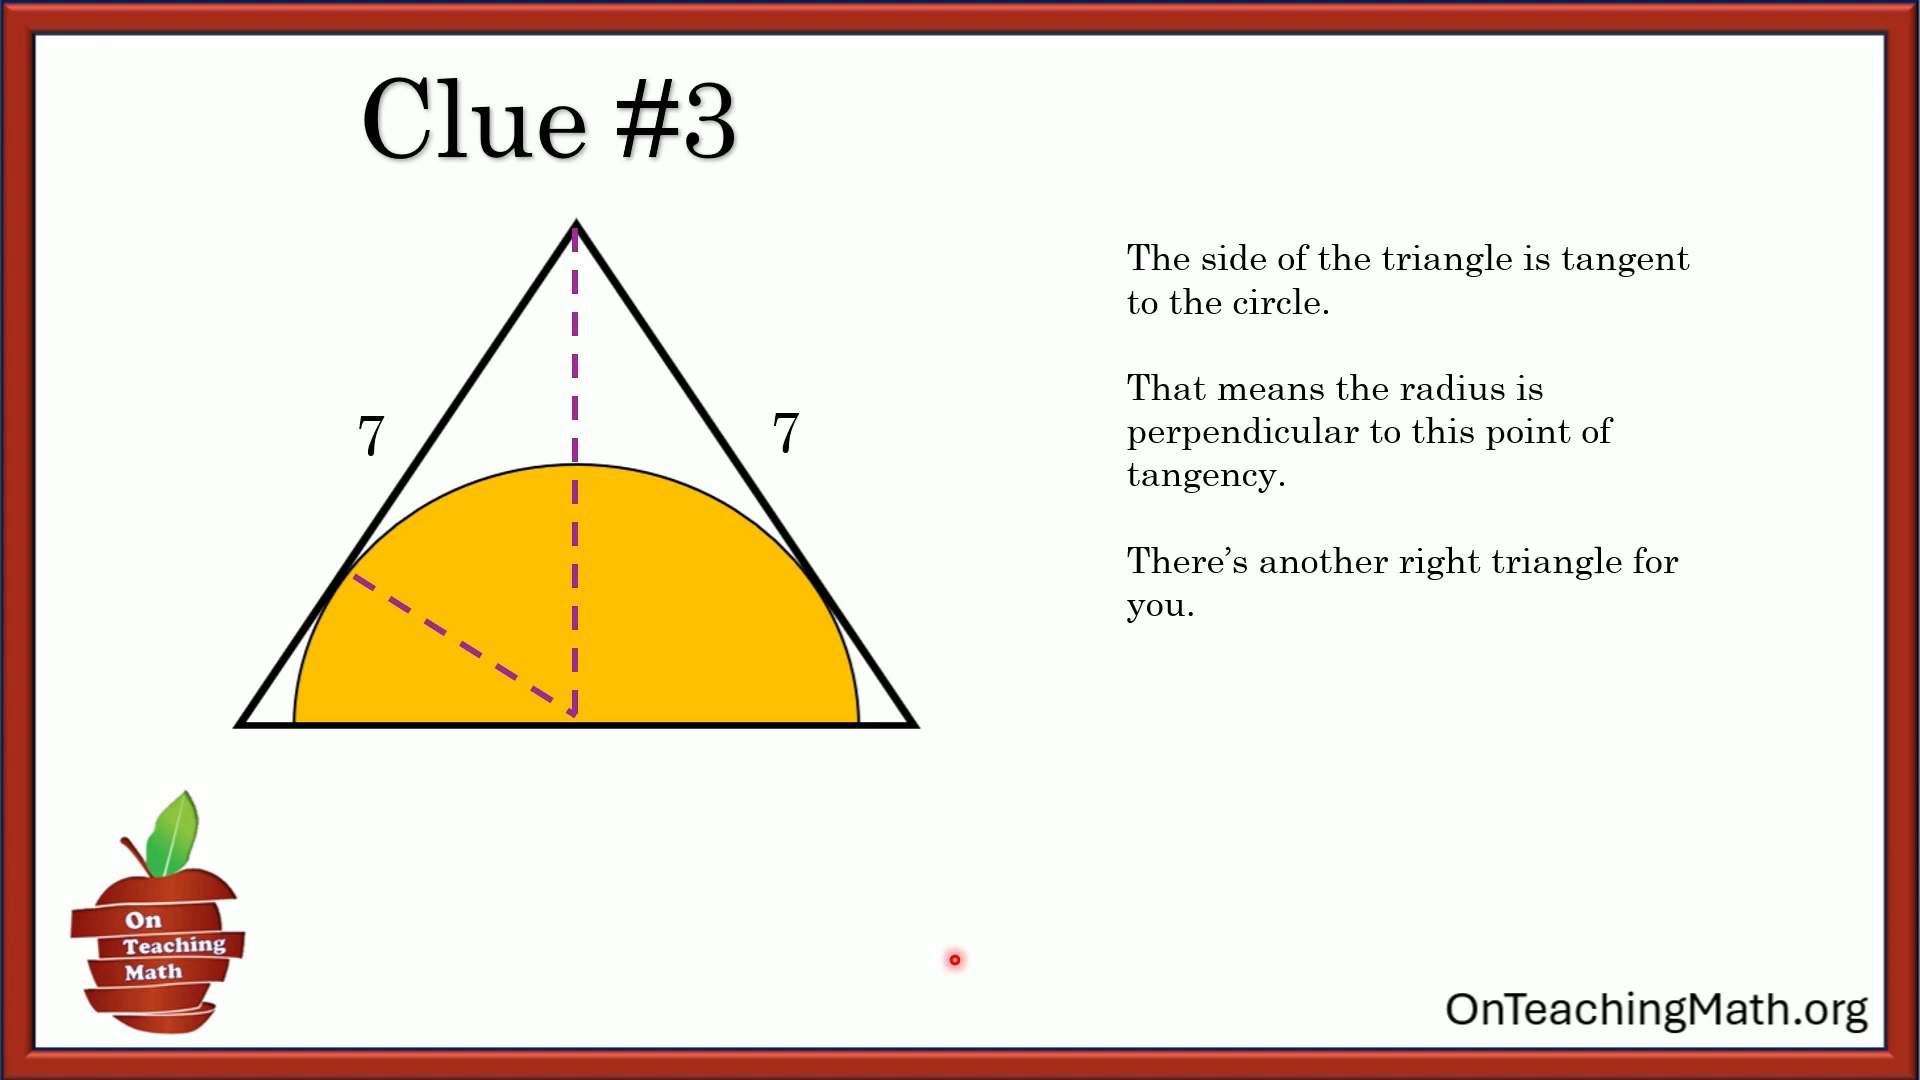 Clue #3
7
7
The side of the triangle is tangent
to the circle.
That means the radius is
perpendicular to this point of
tangency.
There’s another right triangle for
you.
On
Teaching
Math
OnTeachingMath.org